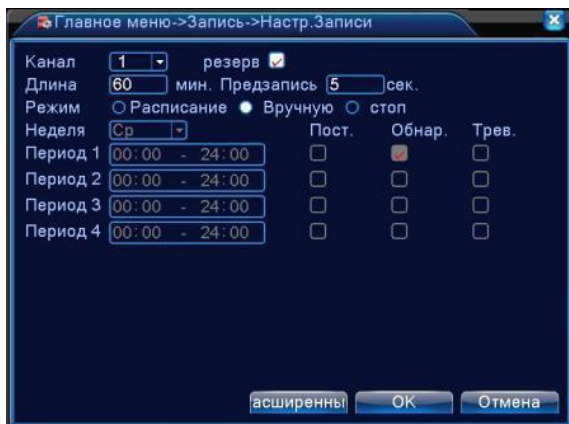 Главное меню->Запись->Настр.Записи
Канал 1 резерв
Длина 60 мин. Предзапись 5 сек.
Режим Расписание Вручную стоп
Неделя Ср Пост. Обнар. Трев.
Период 1 00:00 - 24:00
Период 2 00:00 - 24:00
Период 3 00:00 - 24:00
Период 4 00:00 - 24:00
асширенны ОК Отмена